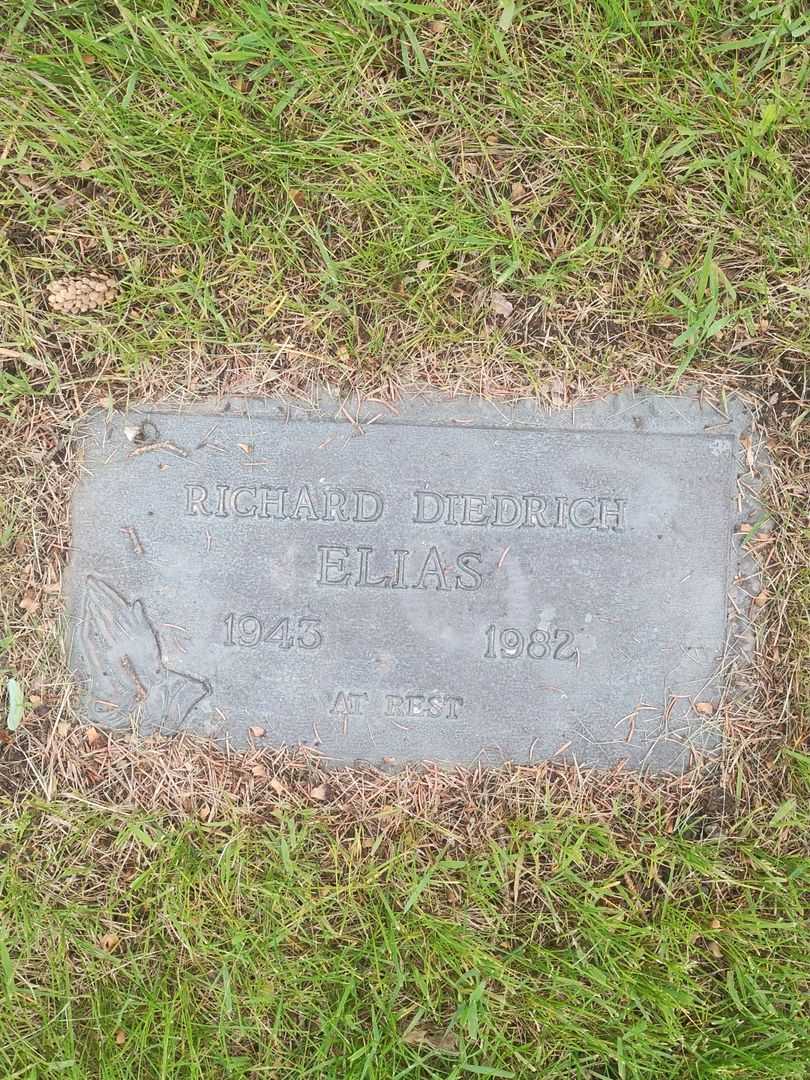 RICHARD DIEDRICH
ELIAS
1943 1982
AT REST